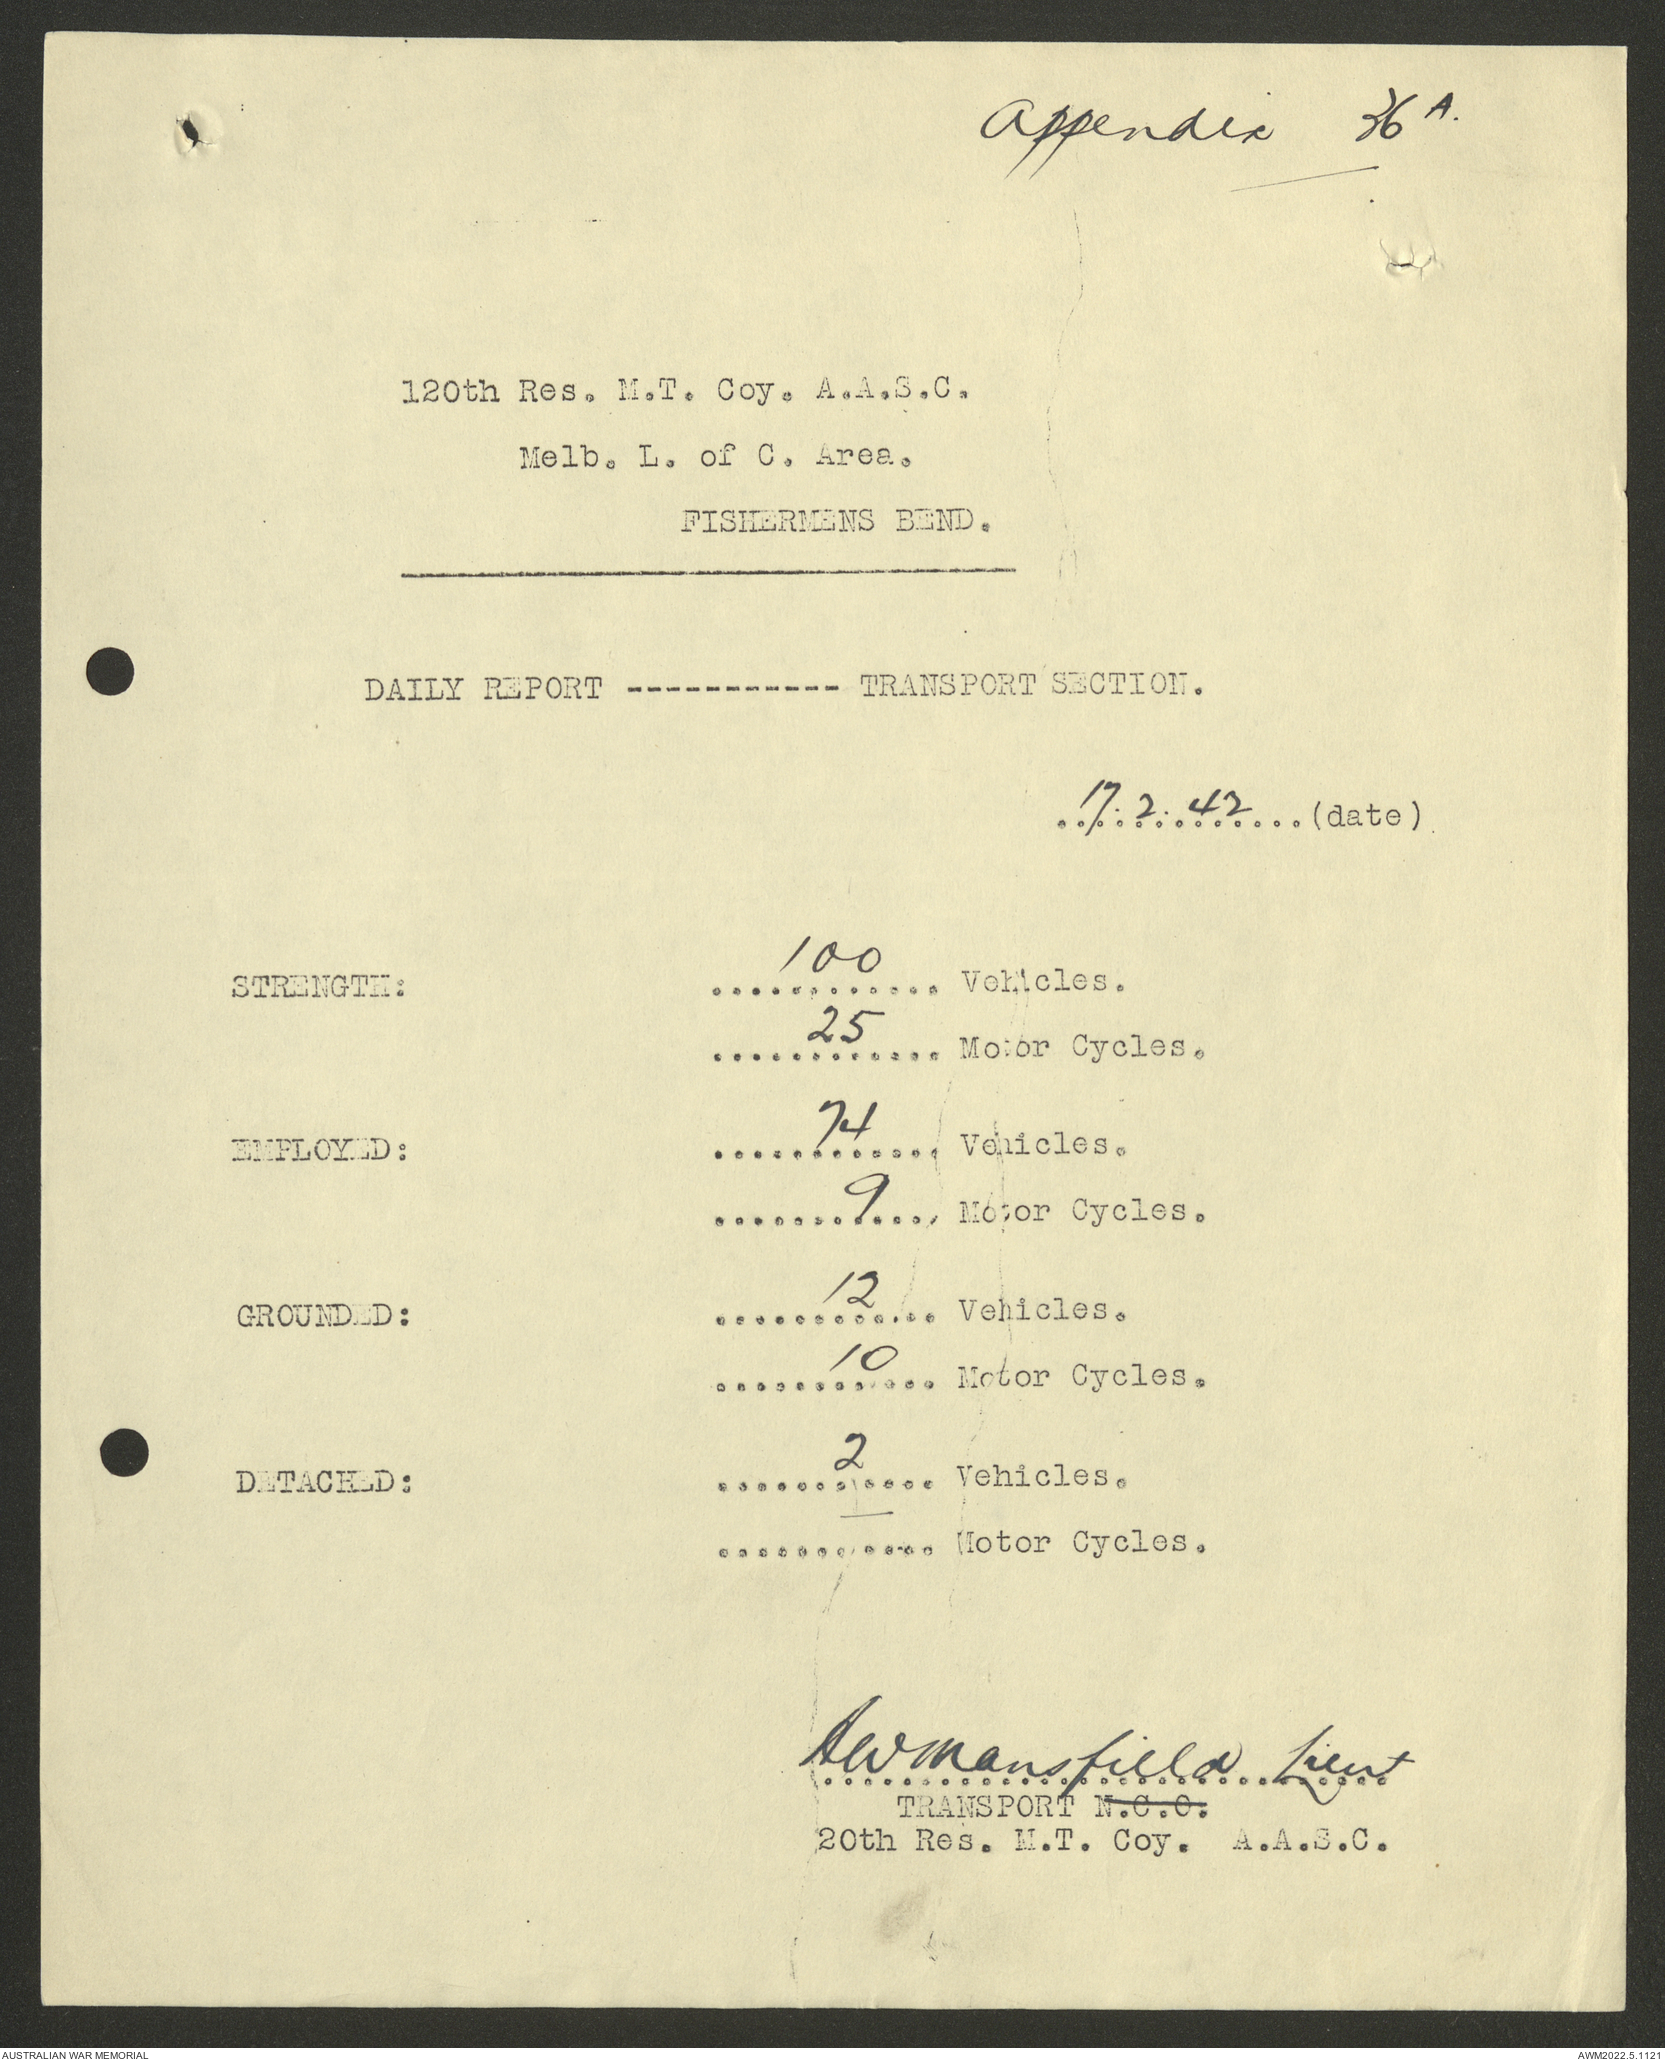 Appendix 36 A.
120th Res. M.T. Coy. A.A.S.C.
Melb. L. of C. Area.
FISHERMENS BEND.
DAILY REPORT ----------- TRANSPORT SECTION.
17.2.42 (date)
STRENGTH: 100 Vehicles.
25 Motor Cycles.
EMPLOYED: 74 Vehicles.
9 Motor Cycles.
GROUNDED: 12 Vehicles.
10 Motor Cycles.
DETACHED: 2 Vehicles.
— Motor Cycles.
AWMansfield Lieut
TRANSPORT N.C.O.
20th Res. M.T. Coy. A.A.S.C.
AUSTRALIAN WAR MEMORIAL
AWM2022.5.1121